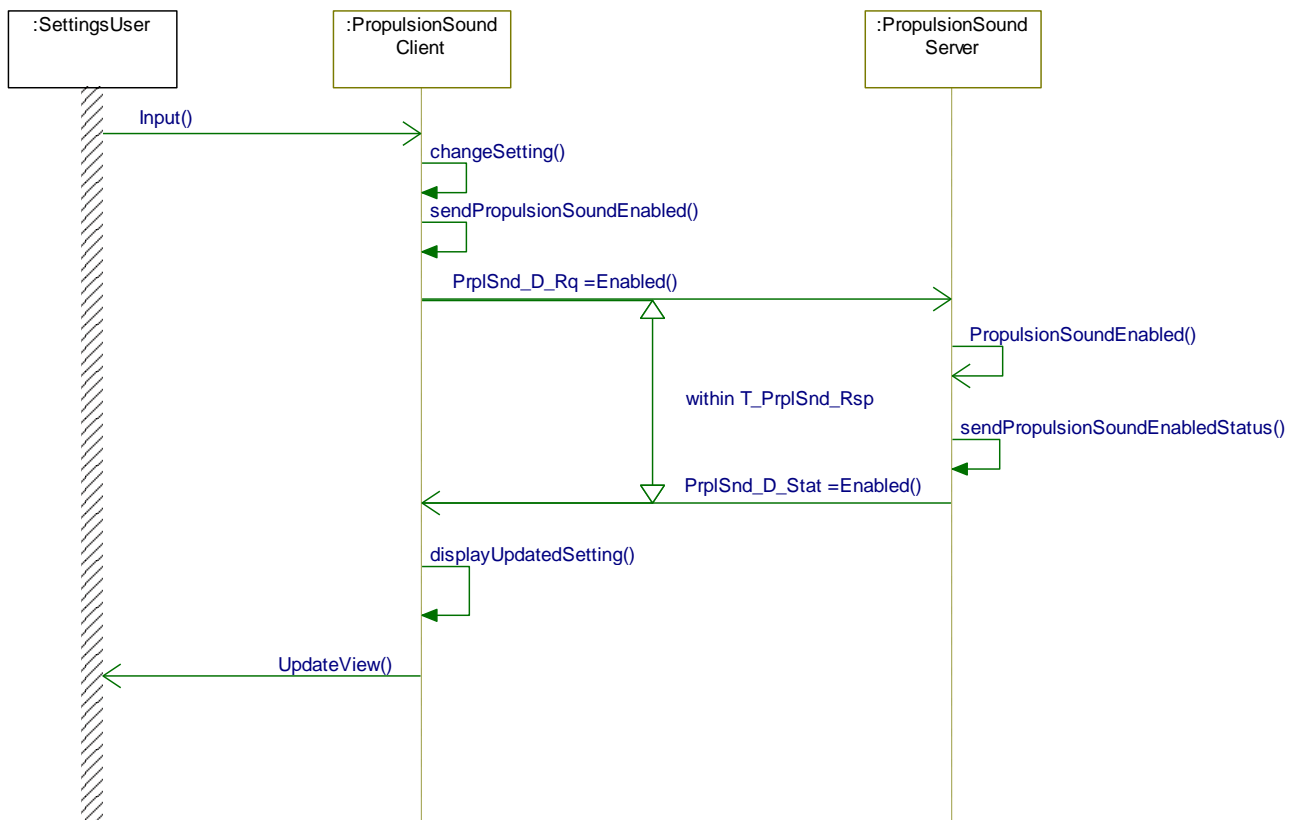 :SettingsUser
:PropulsionSound
Client
:PropulsionSound
Server
Input()
changeSetting()
sendPropulsionSoundEnabled()
PrplSnd_D_Rq =Enabled()
PropulsionSoundEnabled()
within T_PrplSnd_Rsp
sendPropulsionSoundEnabledStatus()
PrplSnd_D_Stat =Enabled()
displayUpdatedSetting()
UpdateView()